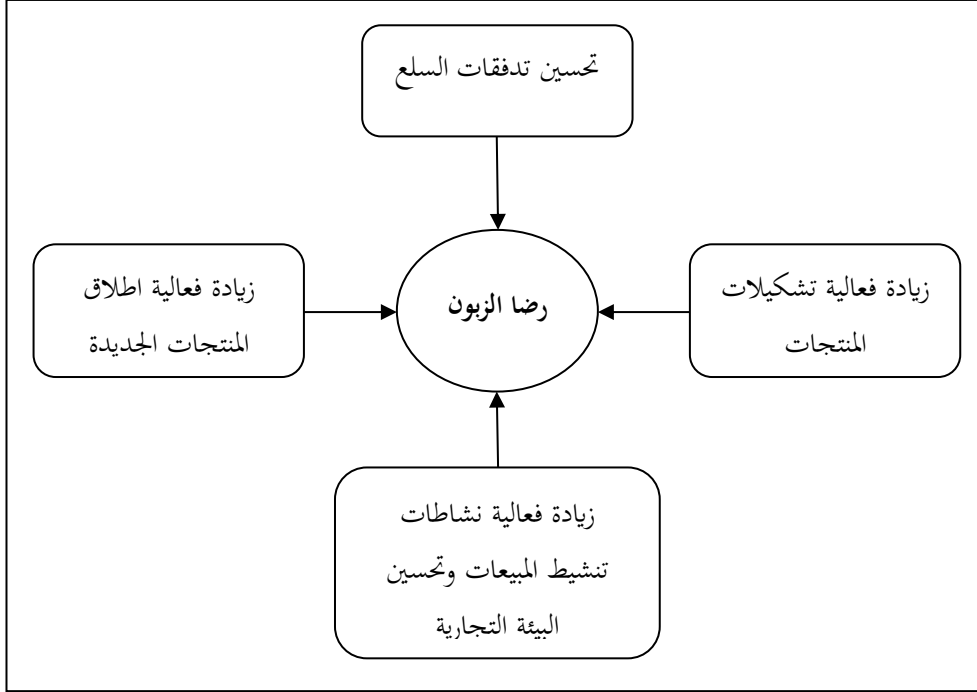 تحسين تدفقات السلع
زيادة فعالية تشكيلات
المنتجات
رضا الزبون
زيادة فعالية اطلاق
المنتجات الجديدة
زيادة فعالية نشاطات
تنشيط المبيعات وتحسين
البيئة التجارية